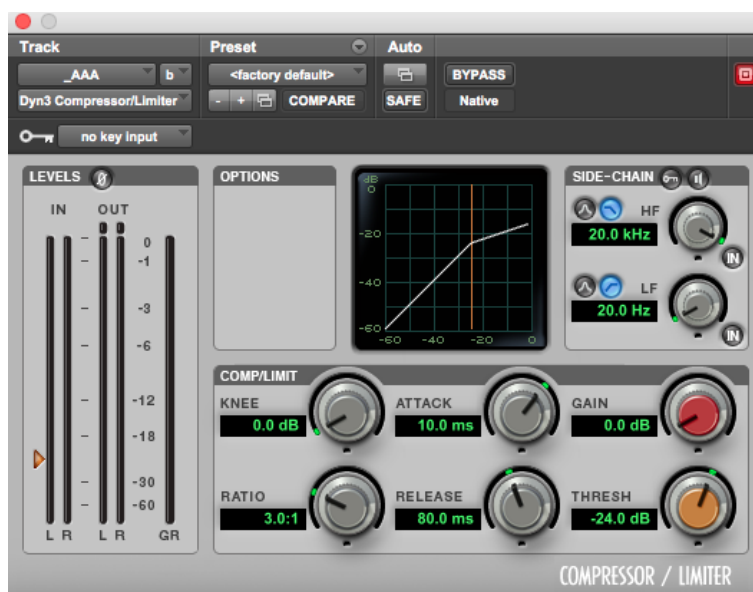 Track Preset Auto
_AAA b <factory default> BYPASS
Dyn3 Compressor/Limiter - + COMPARE SAFE Native
no key input
LEVELS Ø OPTIONS SIDE-CHAIN
IN OUT
0
-1
-3
-6
-12
-18
-30
-60
L R L R GR
dB
0
-20
-40
-60
-60 -40 -20 0
HF
20.0 kHz
IN
LF
20.0 Hz
IN
COMP/LIMIT
KNEE ATTACK GAIN
0.0 dB 10.0 ms 0.0 dB
RATIO RELEASE THRESH
3.0:1 80.0 ms -24.0 dB
COMPRESSOR / LIMITER